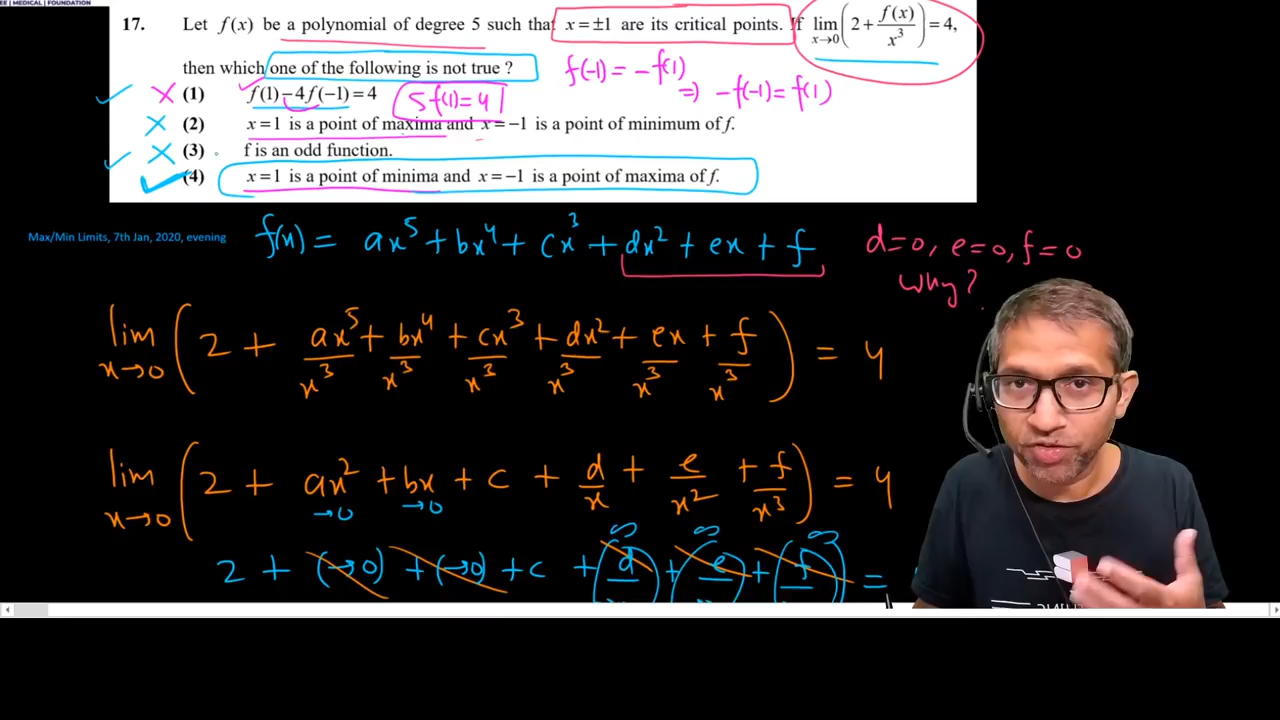 EE | MEDICAL | FOUNDATION
17. Let f(x) be a polynomial of degree 5 such that x = ±1 are its critical points. If lim x→0 (2 + f(x)/x³) = 4,
then which one of the following is not true ?
f(-1) = -f(1)
⇒ -f(-1) = f(1)
(1) f(1) – 4f(–1) = 4
5f(1) = 4
(2) x = 1 is a point of maxima and x = –1 is a point of minimum of f.
(3) f is an odd function.
(4) x = 1 is a point of minima and x = –1 is a point of maxima of f.
Max/Min Limits, 7th Jan, 2020, evening
f(x) = ax⁵ + bx⁴ + cx³ + dx² + ex + f
d=0, e=0, f=0
Why?
lim x→0 (2 + ax⁵/x³ + bx⁴/x³ + cx³/x³ + dx²/x³ + ex/x³ + f/x³) = 4
lim x→0 (2 + ax² + bx + c + d/x + e/x² + f/x³) = 4
→0 →0
∞ ∞ ∞
2 + (→0) + (→0) + c + (d + (e + (f =